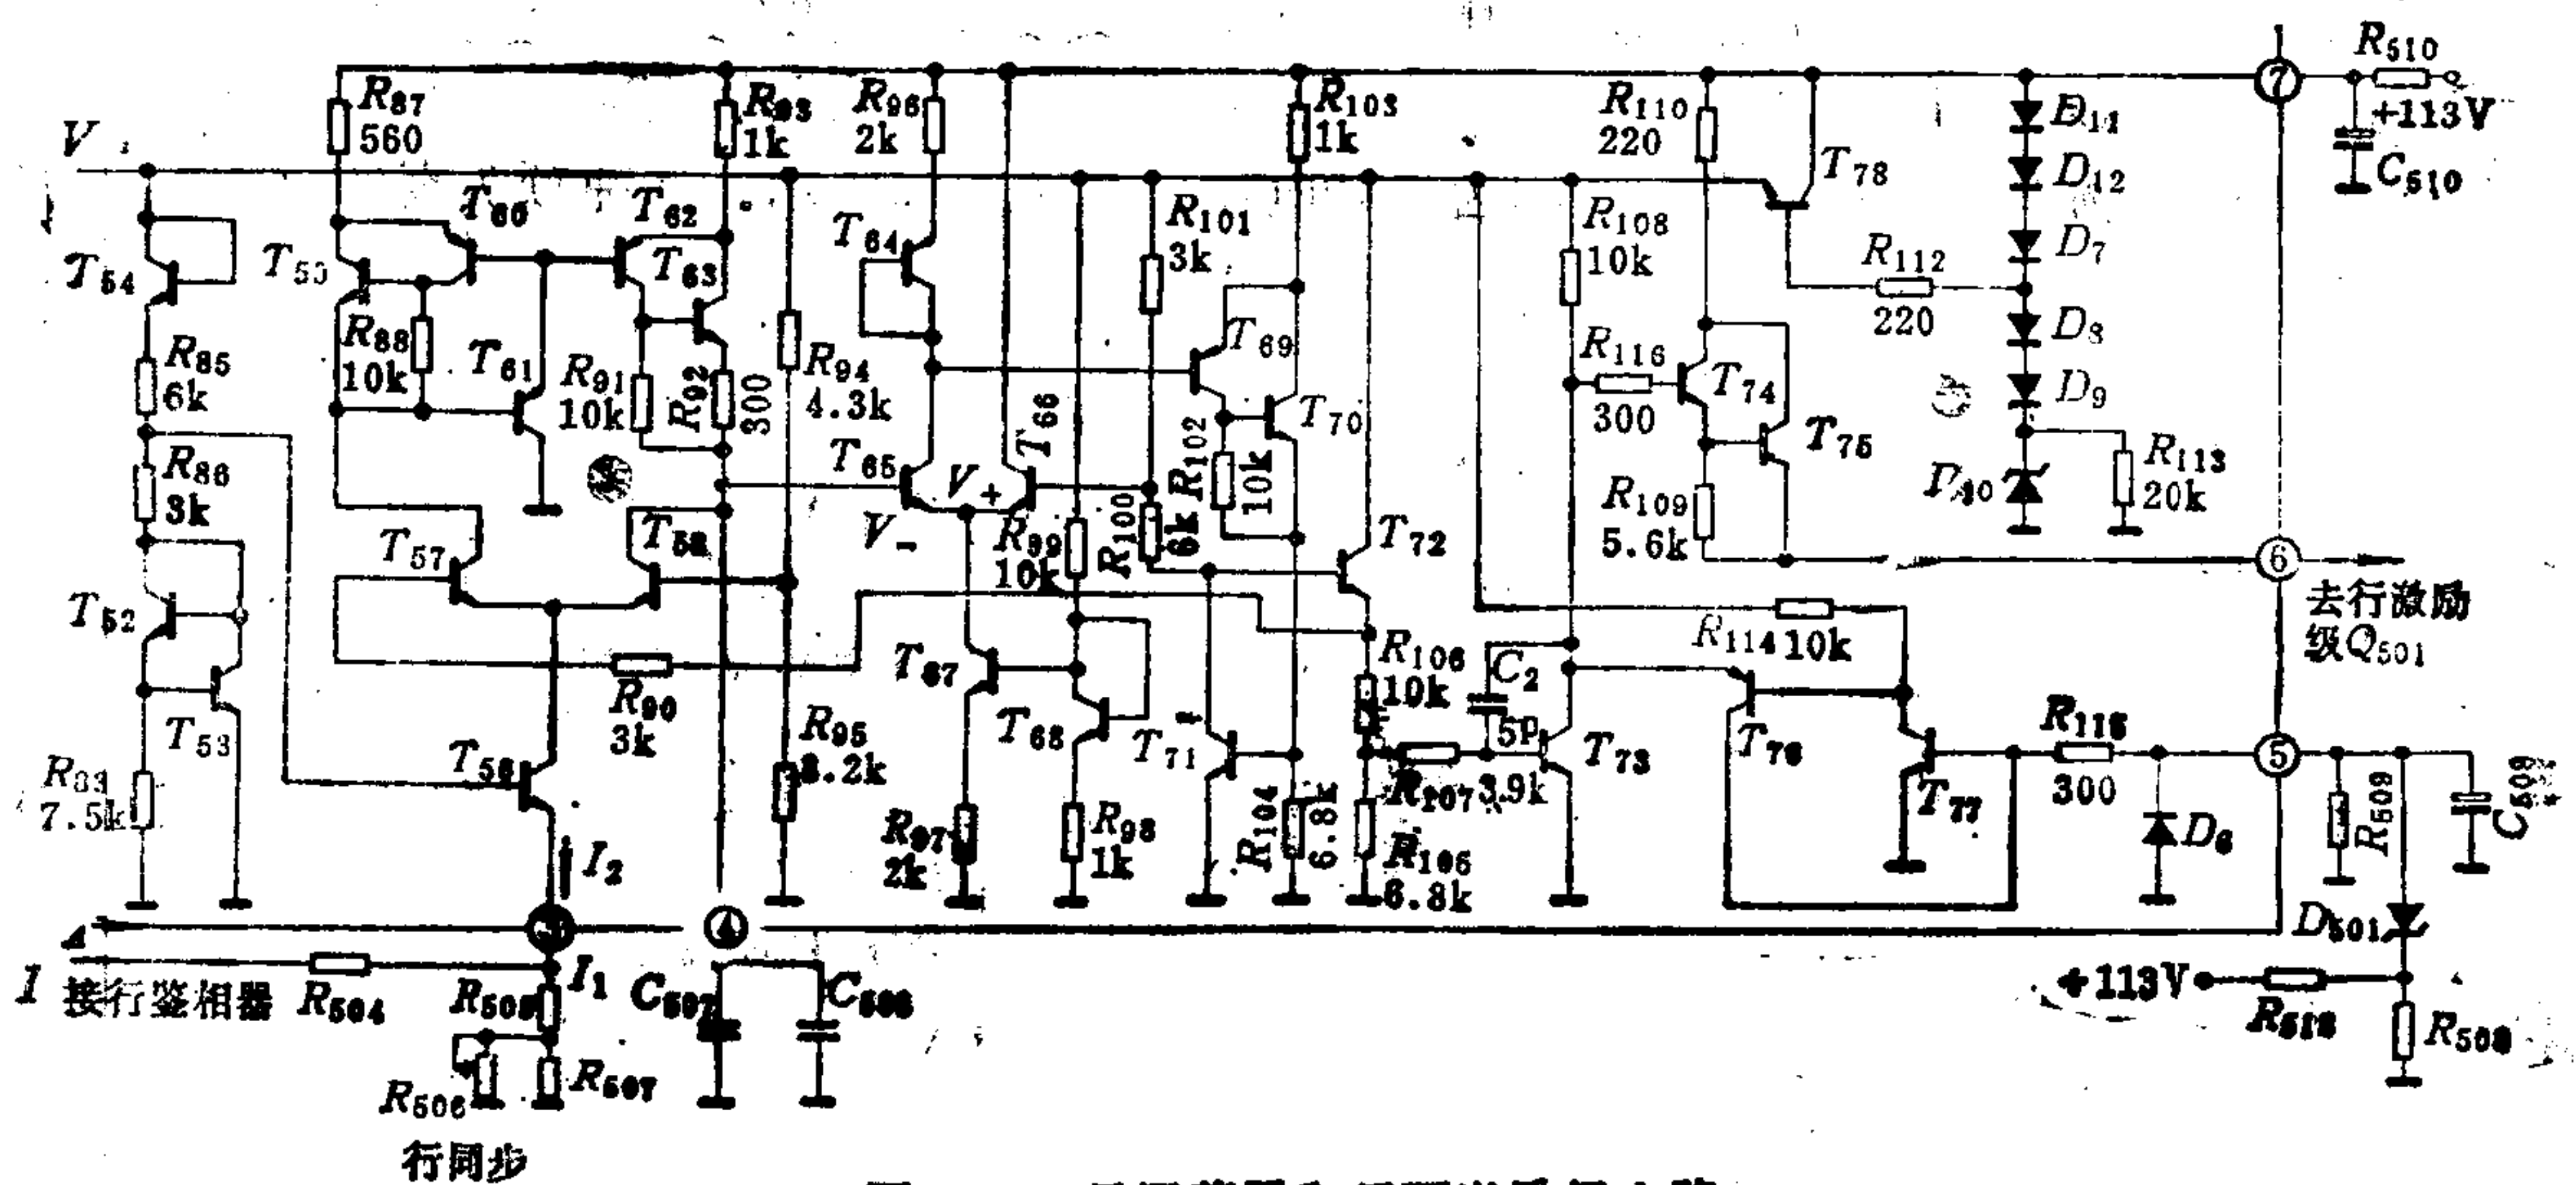 R87
560
V
T54
R85
6k
R86
3k
T52
T53
7.5k
T60
T62
T63
R88
10k
T61
R91
10k
R92
300
R93
1k
R94
4.3k
T57
T56
R90
3k
R95
8.2k
I2
3
4
I1
1 接行鉴相器
R504
R505
R506
R507
行同步
C507
C506
R96
2k
T64
T65
T66
V+
V-
R97
2k
T67
T68
R98
1k
R99
10k
R100
6k
R101
3k
R102
10k
R103
1k
T69
T70
T71
R104
6.8k
T72
R106
10k
R105
6.8k
R107 3.9k
C2
5P
T73
R108
10k
R116
300
R110
220
T74
T75
R109
5.6k
T78
R112
220
D11
D12
D7
D8
D9
D10
R113
20k
R114 10k
T76
T77
R115
300
D6
7
6
5
R510
+113V
C510
去行激励
级Q501
R509
C509
D501
+113V
R508